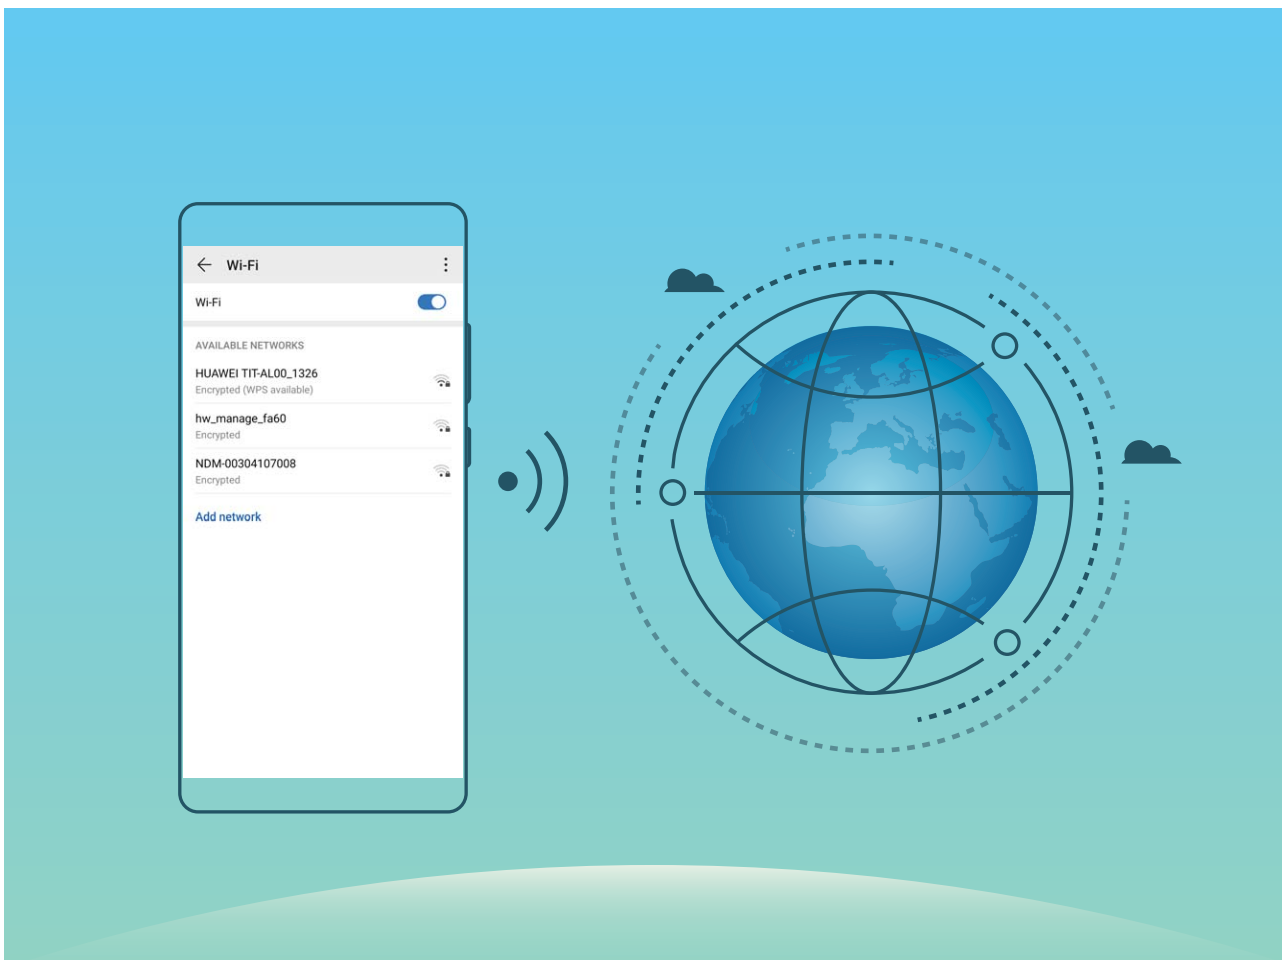 Wi-Fi
Wi-Fi
AVAILABLE NETWORKS
HUAWEI TIT-AL00_1326
Encrypted (WPS available)
hw_manage_fa60
Encrypted
NDM-00304107008
Encrypted
Add network